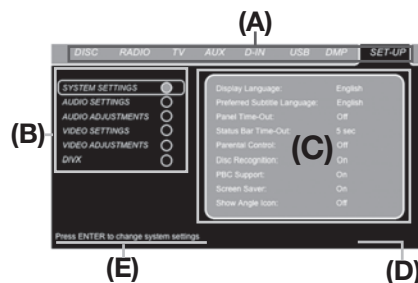 (A)
DISC RADIO TV AUX D-IN USB DMP SET-UP
(B)
SYSTEM SETTINGS
AUDIO SETTINGS
AUDIO ADJUSTMENTS
VIDEO SETTINGS
VIDEO ADJUSTMENTS
DIVX
(C)
Display Language: English
Preferred Subtitle Language: English
Panel Time-Out: Off
Status Bar Time-Out: 5 sec
Parental Control: Off
Disc Recognition: On
PBC Support: On
Screen Saver: On
Show Angle Icon: Off
Press ENTER to change system settings
(E)
(D)